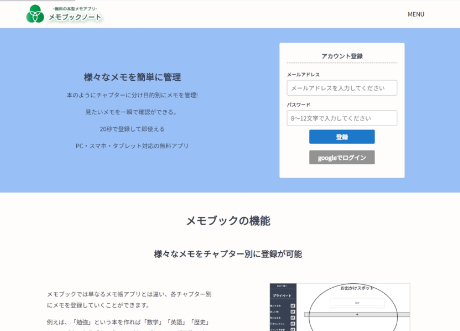 -無料の本型メモアプリ-
メモブックノート
MENU
様々なメモを簡単に管理
本のようにチャプターに分け目的別にメモを管理!
見たいメモを一瞬で確認ができる。
20秒で登録して即使える
PC・スマホ・タブレット対応の無料アプリ
アカウント登録
メールアドレス
メールアドレスを入力してください
パスワード
8〜12文字で入力してください
登録
googleでログイン
メモブックの機能
様々なメモをチャプター別に登録が可能
メモブックでは単なるメモ帳アプリとは違い、各チャプター別
にメモを登録していくことができます。
例えば、「勉強」という本を作れば「数学」「英語」「歴史」
プライベート
お出かけスポット